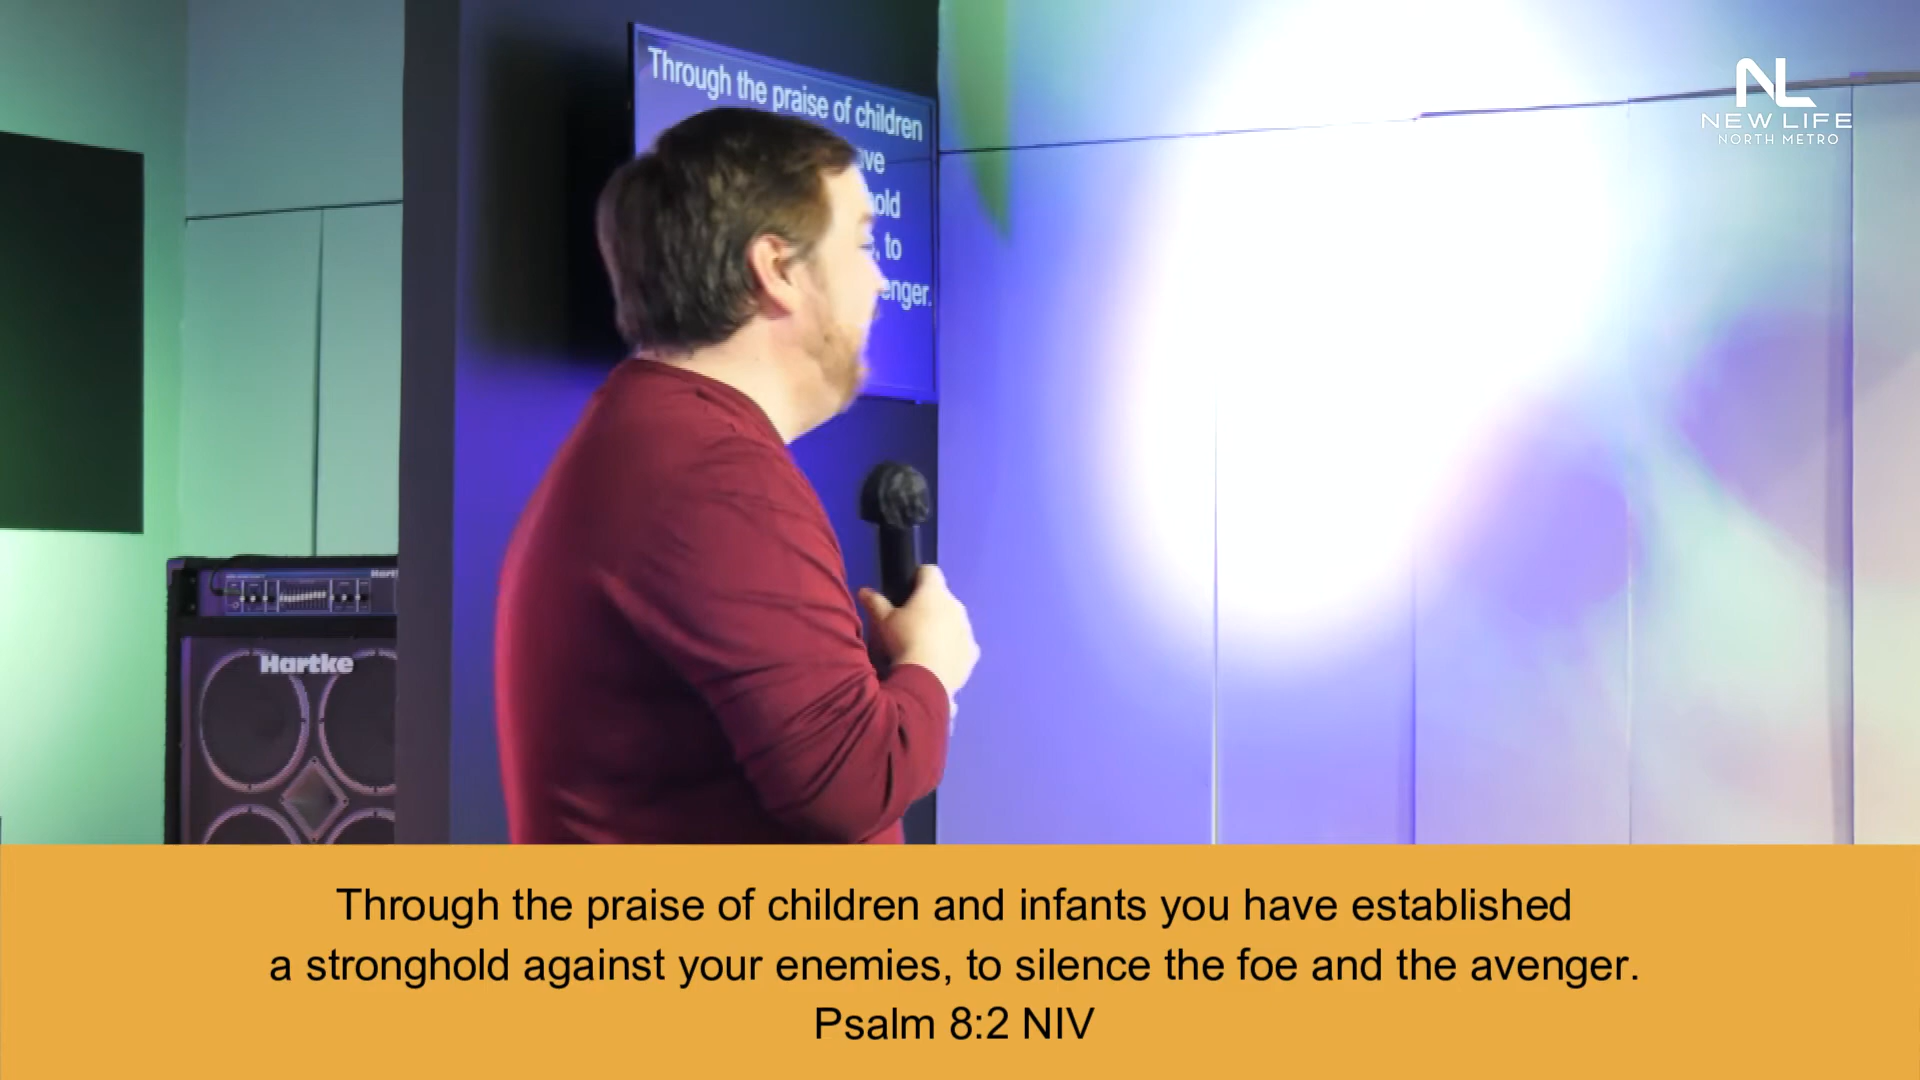 Through the praise of children
ve
hold
, to
enger.
NL
NEW LIFE
NORTH METRO
Hartke
Through the praise of children and infants you have established
a stronghold against your enemies, to silence the foe and the avenger.
Psalm 8:2 NIV